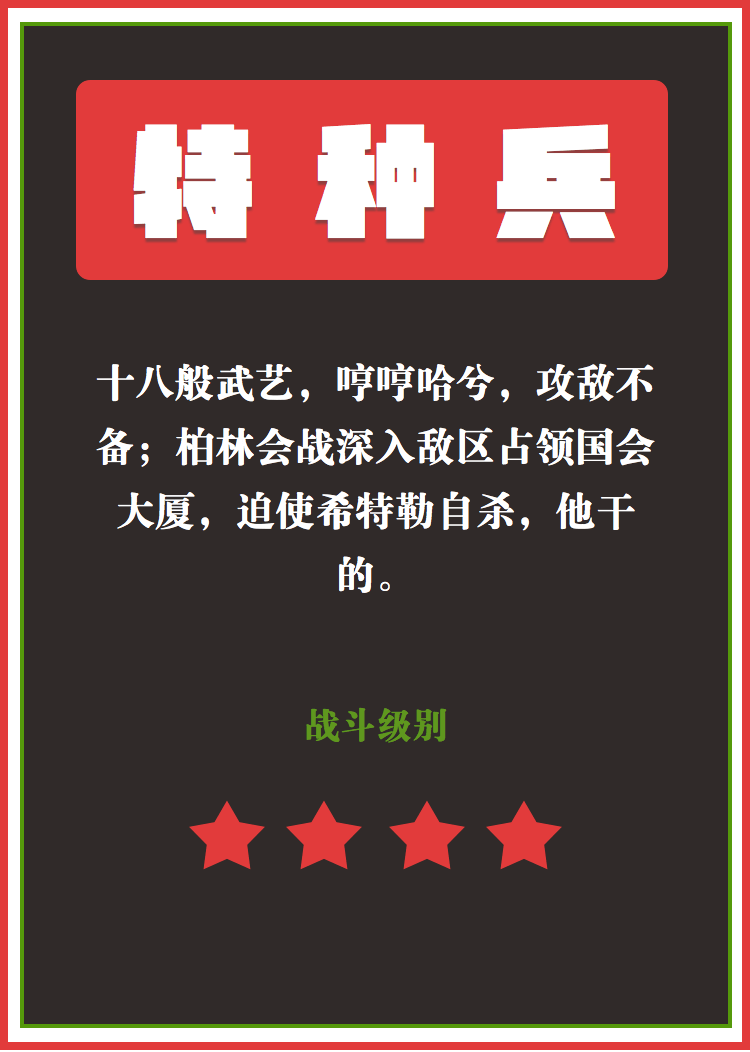 特种兵
十八般武艺，哼哼哈兮，攻敌不
备；柏林会战深入敌区占领国会
大厦，迫使希特勒自杀，他干
的。
战斗级别